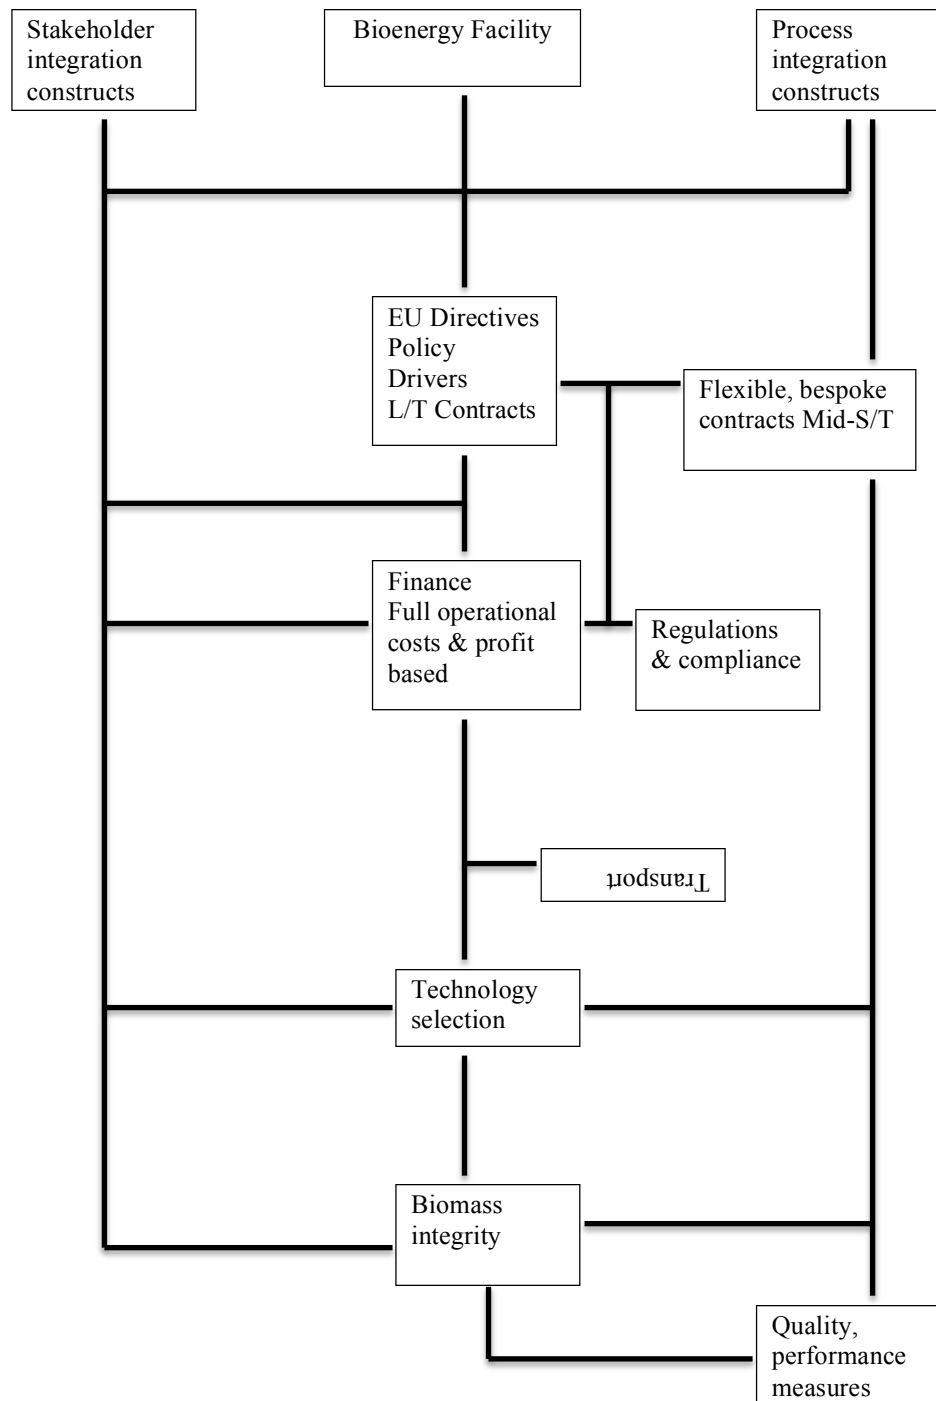 Stakeholder
integration
constructs
Bioenergy Facility
Process
integration
constructs
EU Directives
Policy
Drivers
L/T Contracts
Flexible, bespoke
contracts Mid-S/T
Finance
Full operational
costs & profit
based
Regulations
& compliance
Transport
Technology
selection
Biomass
integrity
Quality,
performance
measures